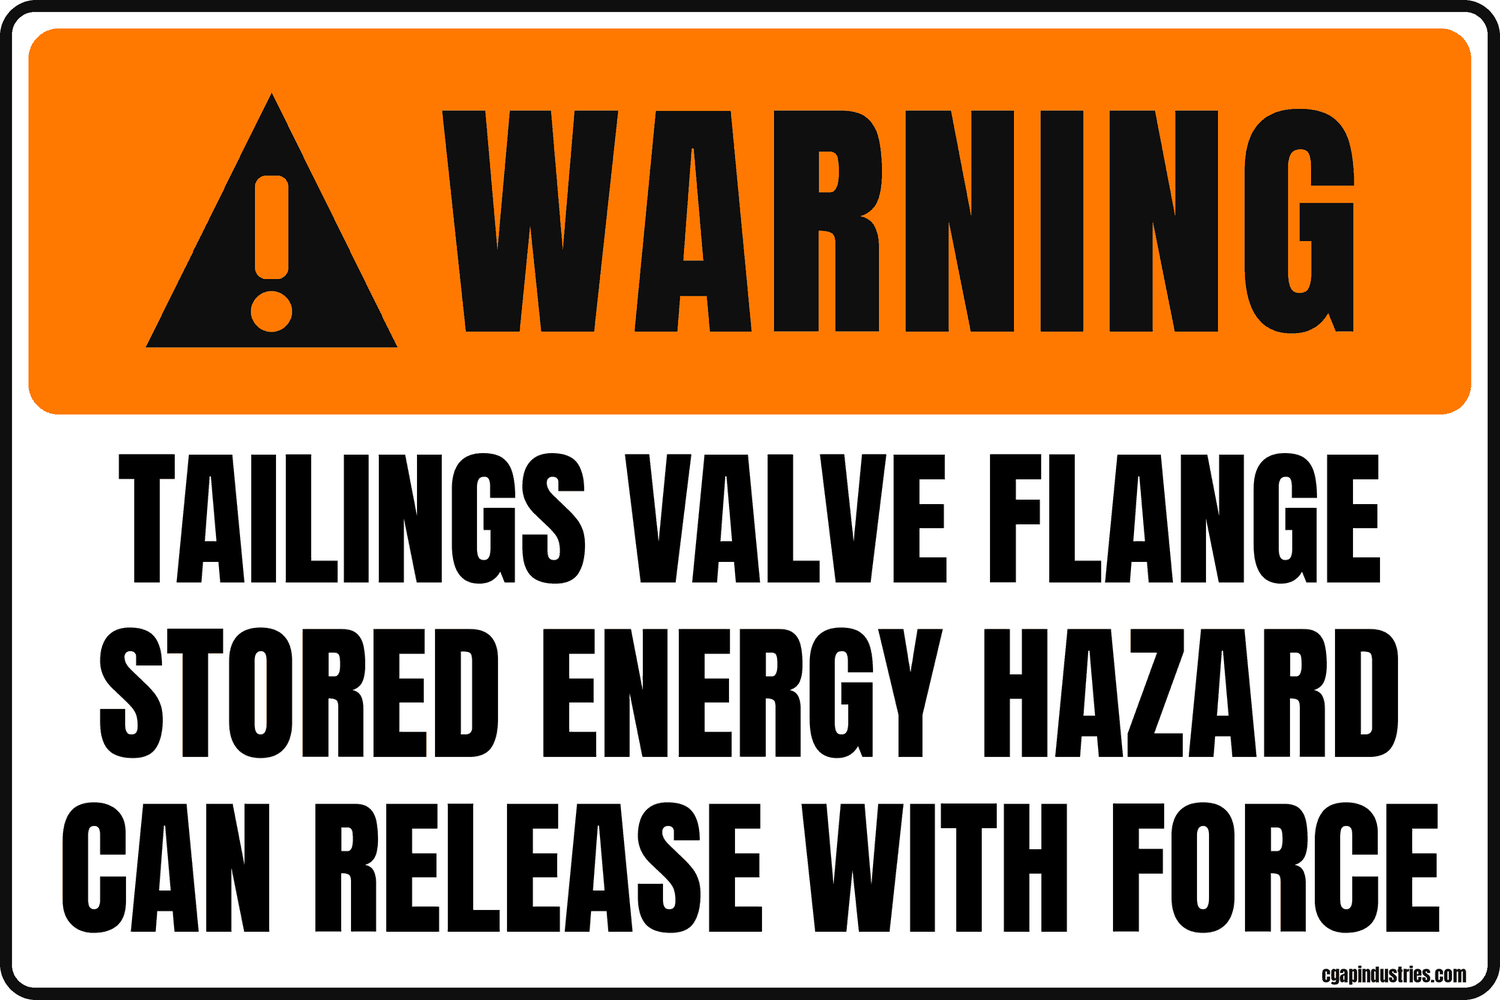 WARNING
TAILINGS VALVE FLANGE
STORED ENERGY HAZARD
CAN RELEASE WITH FORCE
cgapindustries.com